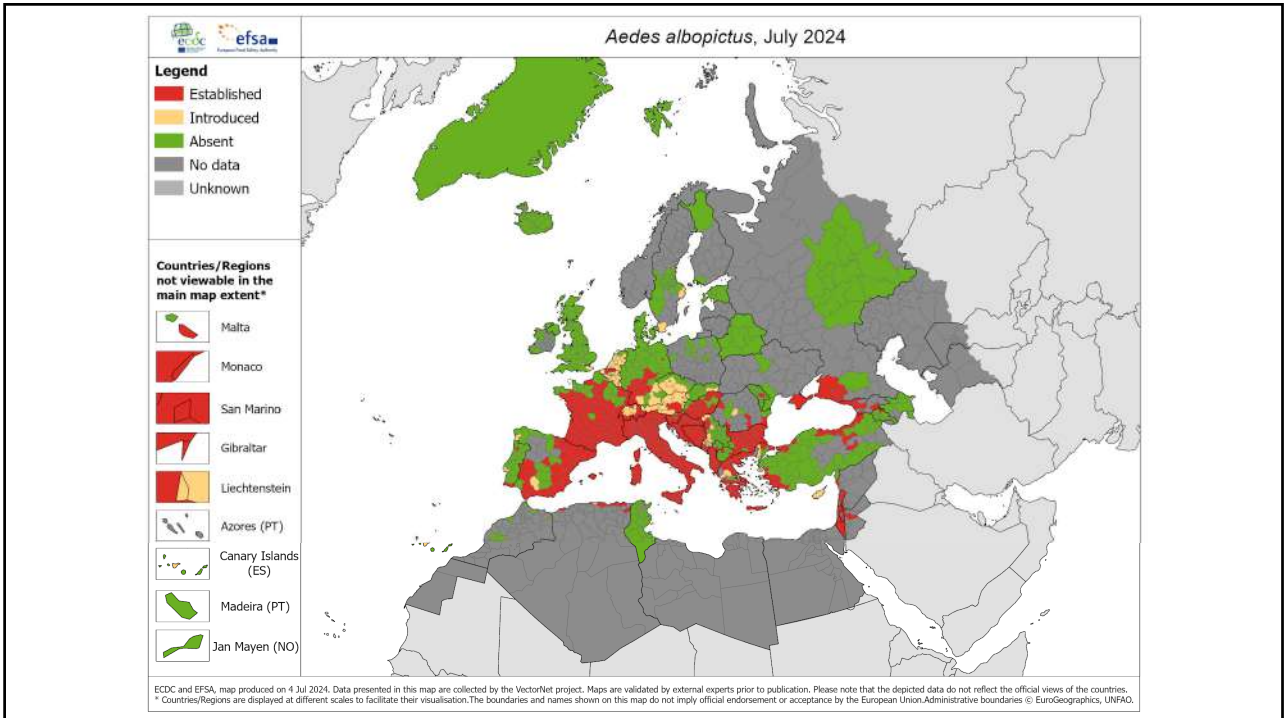 ecdc
efsa
European Food Safety Authority
Aedes albopictus, July 2024
Legend
Established
Introduced
Absent
No data
Unknown
Countries/Regions
not viewable in the
main map extent*
Malta
Monaco
San Marino
Gibraltar
Liechtenstein
Azores (PT)
Canary Islands
(ES)
Madeira (PT)
Jan Mayen (NO)
ECDC and EFSA, map produced on 4 Jul 2024. Data presented in this map are collected by the VectorNet project. Maps are validated by external experts prior to publication. Please note that the depicted data do not reflect the official views of the countries.
* Countries/Regions are displayed at different scales to facilitate their visualisation.The boundaries and names shown on this map do not imply official endorsement or acceptance by the European Union.Administrative boundaries © EuroGeographics, UNFAO.